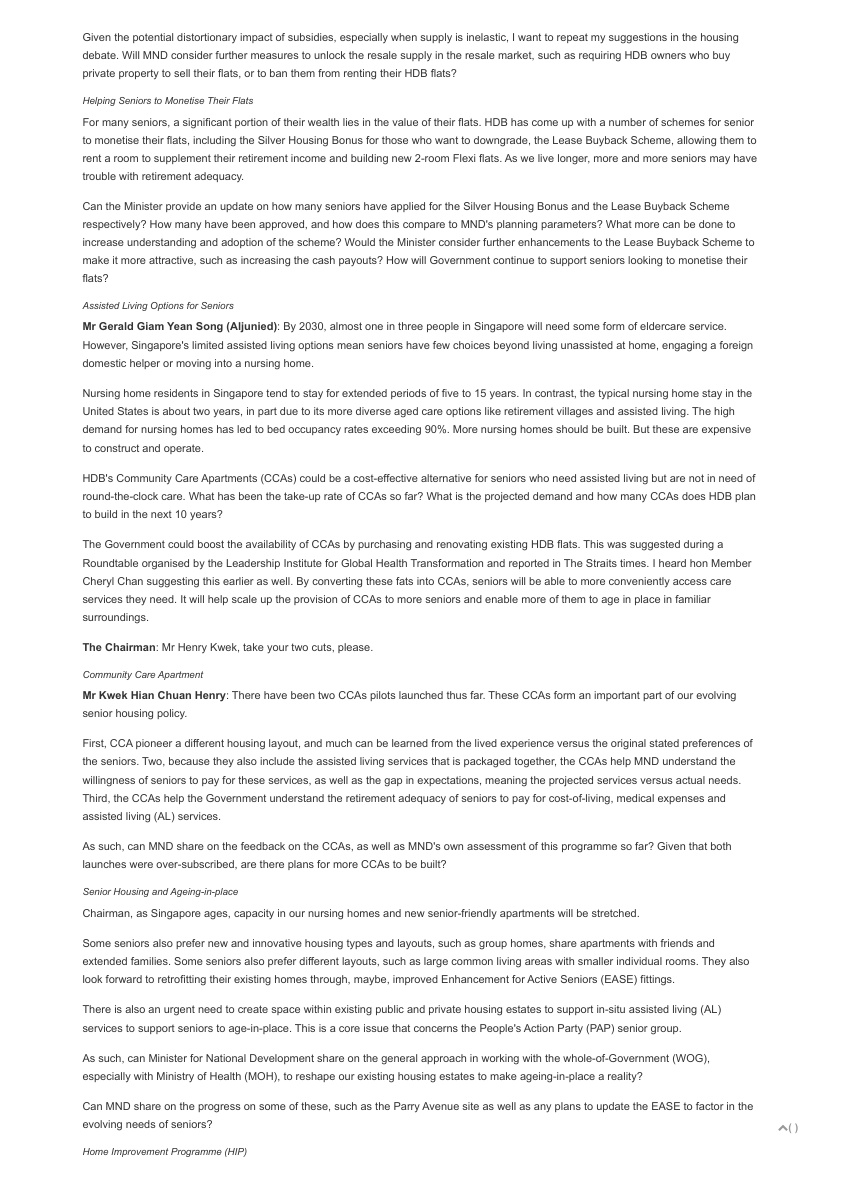 Given the potential distortionary impact of subsidies, especially when supply is inelastic, I want to repeat my suggestions in the housing
debate. Will MND consider further measures to unlock the resale supply in the resale market, such as requiring HDB owners who buy
private property to sell their flats, or to ban them from renting their HDB flats?
Helping Seniors to Monetise Their Flats
For many seniors, a significant portion of their wealth lies in the value of their flats. HDB has come up with a number of schemes for senior
to monetise their flats, including the Silver Housing Bonus for those who want to downgrade, the Lease Buyback Scheme, allowing them to
rent a room to supplement their retirement income and building new 2-room Flexi flats. As we live longer, more and more seniors may have
trouble with retirement adequacy.
Can the Minister provide an update on how many seniors have applied for the Silver Housing Bonus and the Lease Buyback Scheme
respectively? How many have been approved, and how does this compare to MND's planning parameters? What more can be done to
increase understanding and adoption of the scheme? Would the Minister consider further enhancements to the Lease Buyback Scheme to
make it more attractive, such as increasing the cash payouts? How will Government continue to support seniors looking to monetise their
flats?
Assisted Living Options for Seniors
Mr Gerald Giam Yean Song (Aljunied): By 2030, almost one in three people in Singapore will need some form of eldercare service.
However, Singapore's limited assisted living options mean seniors have few choices beyond living unassisted at home, engaging a foreign
domestic helper or moving into a nursing home.
Nursing home residents in Singapore tend to stay for extended periods of five to 15 years. In contrast, the typical nursing home stay in the
United States is about two years, in part due to its more diverse aged care options like retirement villages and assisted living. The high
demand for nursing homes has led to bed occupancy rates exceeding 90%. More nursing homes should be built. But these are expensive
to construct and operate.
HDB's Community Care Apartments (CCAs) could be a cost-effective alternative for seniors who need assisted living but are not in need of
round-the-clock care. What has been the take-up rate of CCAs so far? What is the projected demand and how many CCAs does HDB plan
to build in the next 10 years?
The Government could boost the availability of CCAs by purchasing and renovating existing HDB flats. This was suggested during a
Roundtable organised by the Leadership Institute for Global Health Transformation and reported in The Straits times. I heard hon Member
Cheryl Chan suggesting this earlier as well. By converting these fats into CCAs, seniors will be able to more conveniently access care
services they need. It will help scale up the provision of CCAs to more seniors and enable more of them to age in place in familiar
surroundings.
The Chairman: Mr Henry Kwek, take your two cuts, please.
Community Care Apartment
Mr Kwek Hian Chuan Henry: There have been two CCAs pilots launched thus far. These CCAs form an important part of our evolving
senior housing policy.
First, CCA pioneer a different housing layout, and much can be learned from the lived experience versus the original stated preferences of
the seniors. Two, because they also include the assisted living services that is packaged together, the CCAs help MND understand the
willingness of seniors to pay for these services, as well as the gap in expectations, meaning the projected services versus actual needs.
Third, the CCAs help the Government understand the retirement adequacy of seniors to pay for cost-of-living, medical expenses and
assisted living (AL) services.
As such, can MND share on the feedback on the CCAs, as well as MND's own assessment of this programme so far? Given that both
launches were over-subscribed, are there plans for more CCAs to be built?
Senior Housing and Ageing-in-place
Chairman, as Singapore ages, capacity in our nursing homes and new senior-friendly apartments will be stretched.
Some seniors also prefer new and innovative housing types and layouts, such as group homes, share apartments with friends and
extended families. Some seniors also prefer different layouts, such as large common living areas with smaller individual rooms. They also
look forward to retrofitting their existing homes through, maybe, improved Enhancement for Active Seniors (EASE) fittings.
There is also an urgent need to create space within existing public and private housing estates to support in-situ assisted living (AL)
services to support seniors to age-in-place. This is a core issue that concerns the People's Action Party (PAP) senior group.
As such, can Minister for National Development share on the general approach in working with the whole-of-Government (WOG),
especially with Ministry of Health (MOH), to reshape our existing housing estates to make ageing-in-place a reality?
Can MND share on the progress on some of these, such as the Parry Avenue site as well as any plans to update the EASE to factor in the
evolving needs of seniors?
( )
Home Improvement Programme (HIP)